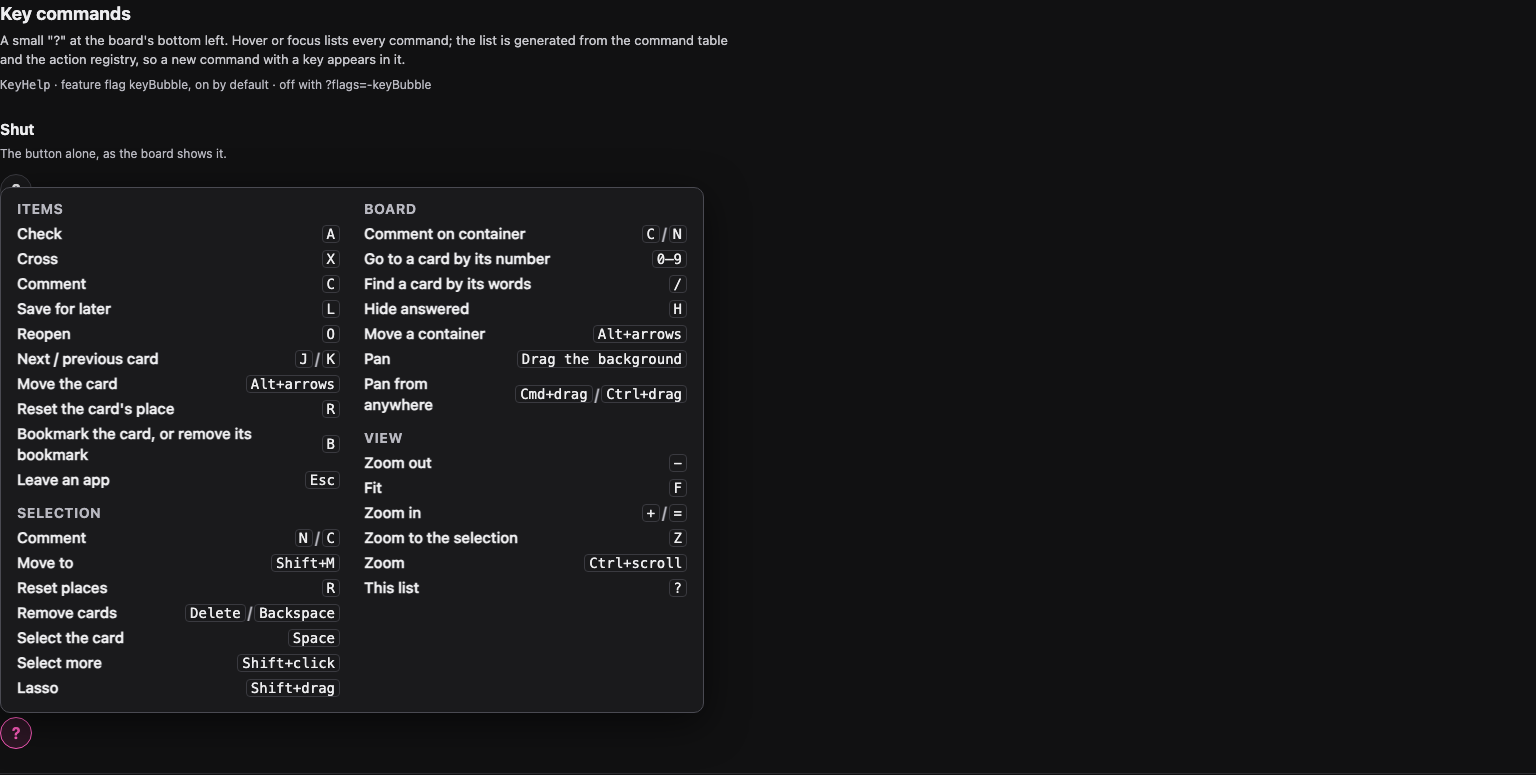 Key commands
A small "?" at the board's bottom left. Hover or focus lists every command; the list is generated from the command table
and the action registry, so a new command with a key appears in it.
KeyHelp · feature flag keyBubble, on by default · off with ?flags=-keyBubble
Shut
The button alone, as the board shows it.
ITEMS
Check A
Cross X
Comment C
Save for later L
Reopen O
Next / previous card J / K
Move the card Alt+arrows
Reset the card's place R
Bookmark the card, or remove its
bookmark B
Leave an app Esc
SELECTION
Comment N / C
Move to Shift+M
Reset places R
Remove cards Delete / Backspace
Select the card Space
Select more Shift+click
Lasso Shift+drag
BOARD
Comment on container C / N
Go to a card by its number 0–9
Find a card by its words /
Hide answered H
Move a container Alt+arrows
Pan Drag the background
Pan from
anywhere Cmd+drag / Ctrl+drag
VIEW
Zoom out −
Fit F
Zoom in + / =
Zoom to the selection Z
Zoom Ctrl+scroll
This list ?
?